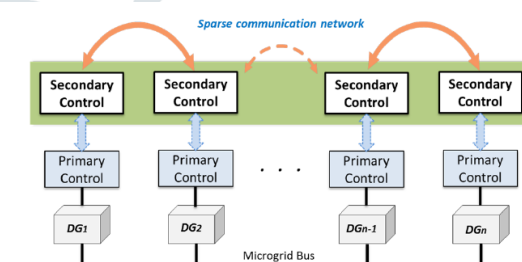 Sparse communication network
Secondary Control
Secondary Control
Secondary Control
Secondary Control
Primary Control
Primary Control
. . .
Primary Control
Primary Control
DG1
DG2
DGn-1
DGn
Microgrid Bus